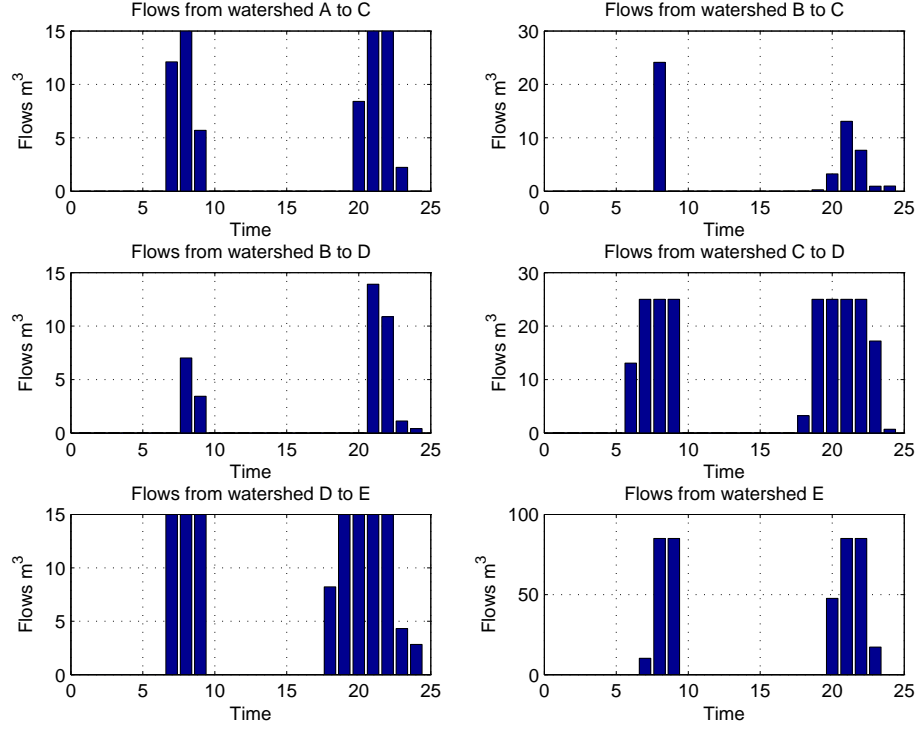 Flows from watershed A to C
Flows m³
15
10
5
0
0 5 10 15 20 25
Time
Flows from watershed B to C
Flows m³
30
20
10
0
0 5 10 15 20 25
Time
Flows from watershed B to D
Flows m³
15
10
5
0
0 5 10 15 20 25
Time
Flows from watershed C to D
Flows m³
30
20
10
0
0 5 10 15 20 25
Time
Flows from watershed D to E
Flows m³
15
10
5
0
0 5 10 15 20 25
Time
Flows from watershed E
Flows m³
100
50
0
0 5 10 15 20 25
Time